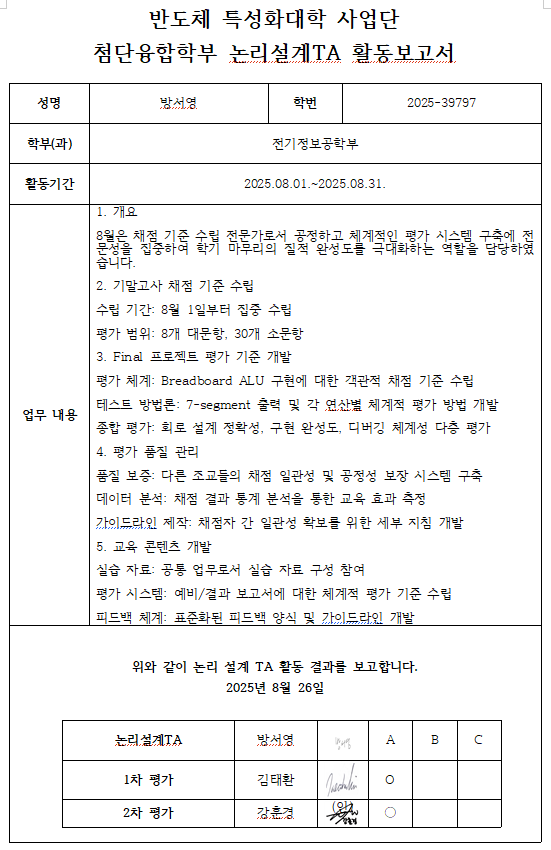 반도체 특성화대학 사업단
첨단융합학부 논리설계TA 활동보고서
성명 방서영 학번 2025-39797
학부(과) 전기정보공학부
활동기간 2025.08.01.~2025.08.31.
업무 내용
1. 개요
8월은 채점 기준 수립 전문가로서 공정하고 체계적인 평가 시스템 구축에 전
문성을 집중하여 학기 마무리의 질적 완성도를 극대화하는 역할을 담당하였
습니다.
2. 기말고사 채점 기준 수립
수립 기간: 8월 1일부터 집중 수립
평가 범위: 8개 대문항, 30개 소문항
3. Final 프로젝트 평가 기준 개발
평가 체계: Breadboard ALU 구현에 대한 객관적 채점 기준 수립
테스트 방법론: 7-segment 출력 및 각 연산별 체계적 평가 방법 개발
종합 평가: 회로 설계 정확성, 구현 완성도, 디버깅 체계성 다층 평가
4. 평가 품질 관리
품질 보증: 다른 조교들의 채점 일관성 및 공정성 보장 시스템 구축
데이터 분석: 채점 결과 통계 분석을 통한 교육 효과 측정
가이드라인 제작: 채점자 간 일관성 확보를 위한 세부 지침 개발
5. 교육 콘텐츠 개발
실습 자료: 공통 업무로서 실습 자료 구성 참여
평가 시스템: 예비/결과 보고서에 대한 체계적 평가 기준 수립
피드백 체계: 표준화된 피드백 양식 및 가이드라인 개발
위와 같이 논리 설계 TA 활동 결과를 보고합니다.
2025년 8월 26일
논리설계TA 방서영 A B C
1차 평가 김태환 O
2차 평가 강훈경 (인) ○